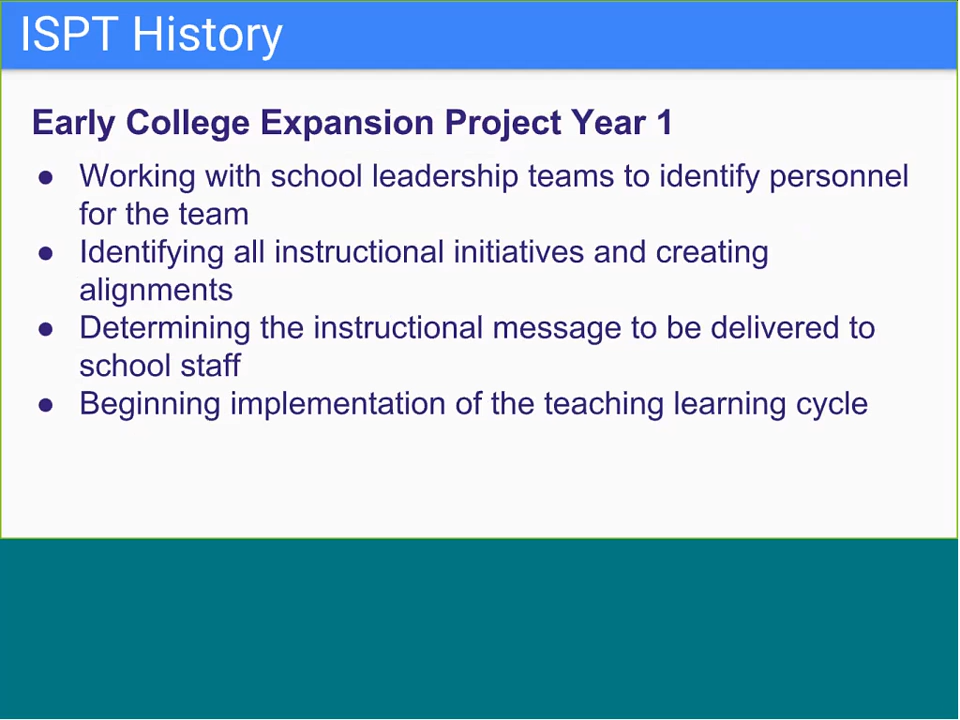 ISPT History
Early College Expansion Project Year 1
● Working with school leadership teams to identify personnel
for the team
● Identifying all instructional initiatives and creating
alignments
● Determining the instructional message to be delivered to
school staff
● Beginning implementation of the teaching learning cycle